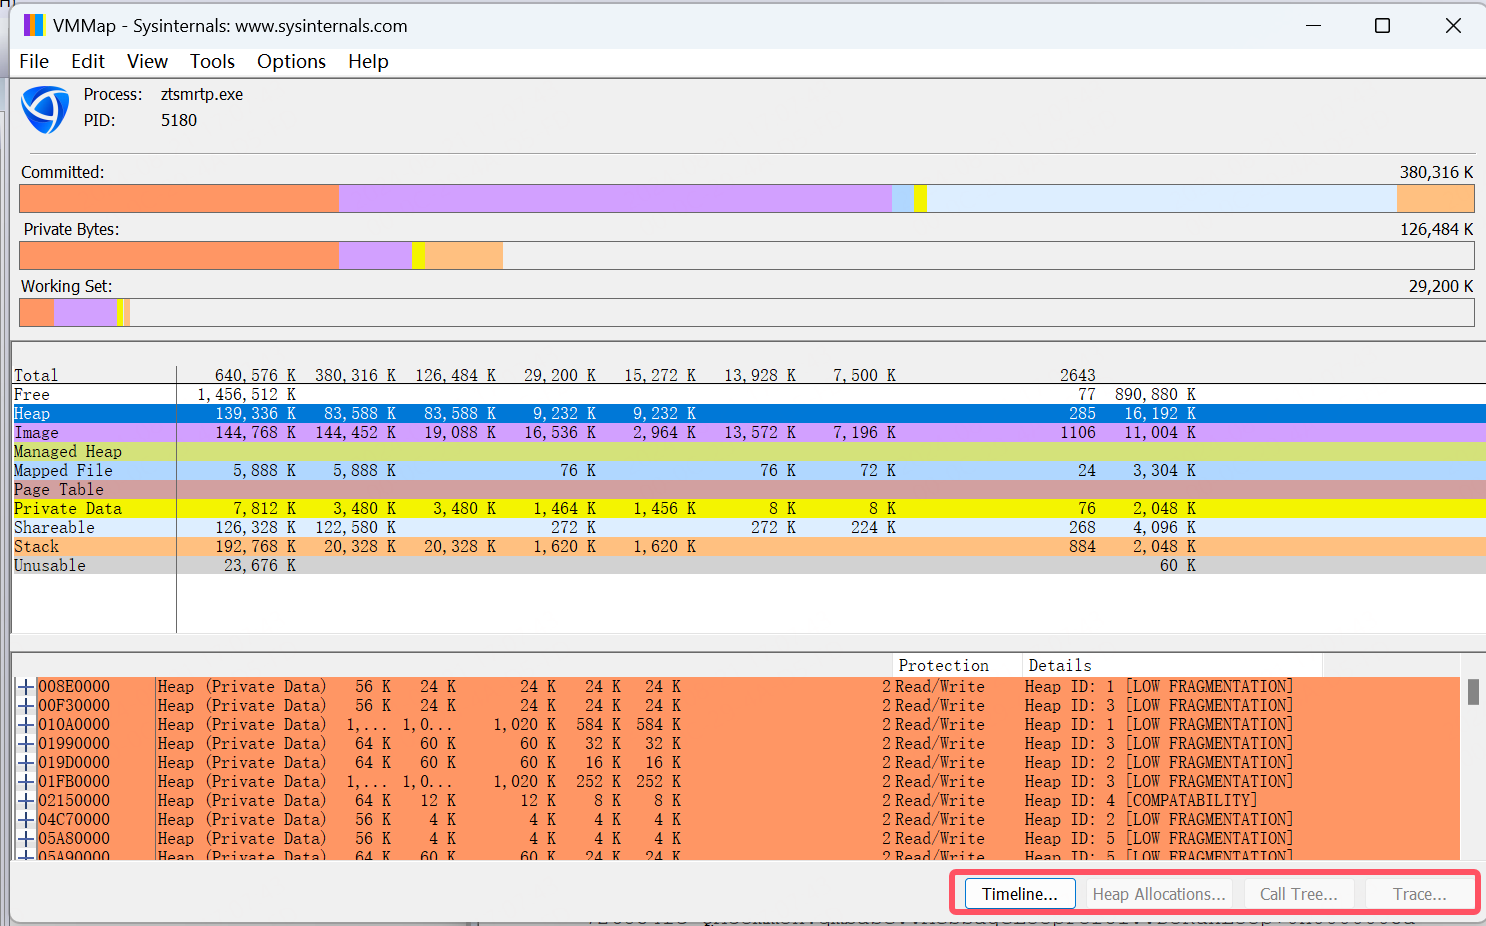 VMMap - Sysinternals: www.sysinternals.com
File Edit View Tools Options Help
Process: ztsmrtp.exe
PID: 5180
Committed: 380,316 K
Private Bytes: 126,484 K
Working Set: 29,200 K
Total 640,576 K 380,316 K 126,484 K 29,200 K 15,272 K 13,928 K 7,500 K 2643
Free 1,456,512 K 77 890,880 K
Heap 139,336 K 83,588 K 83,588 K 9,232 K 9,232 K 285 16,192 K
Image 144,768 K 144,452 K 19,088 K 16,536 K 2,964 K 13,572 K 7,196 K 1106 11,004 K
Managed Heap
Mapped File 5,888 K 5,888 K 76 K 76 K 72 K 24 3,304 K
Page Table
Private Data 7,812 K 3,480 K 3,480 K 1,464 K 1,456 K 8 K 8 K 76 2,048 K
Shareable 126,328 K 122,580 K 272 K 272 K 224 K 268 4,096 K
Stack 192,768 K 20,328 K 20,328 K 1,620 K 1,620 K 884 2,048 K
Unusable 23,676 K 60 K
Protection Details
008E0000 Heap (Private Data) 56 K 24 K 24 K 24 K 24 K 2 Read/Write Heap ID: 1 [LOW FRAGMENTATION]
00F30000 Heap (Private Data) 56 K 24 K 24 K 24 K 24 K 2 Read/Write Heap ID: 3 [LOW FRAGMENTATION]
010A0000 Heap (Private Data) 1,... 1,0... 1,020 K 584 K 584 K 2 Read/Write Heap ID: 1 [LOW FRAGMENTATION]
01990000 Heap (Private Data) 64 K 60 K 60 K 32 K 32 K 2 Read/Write Heap ID: 3 [LOW FRAGMENTATION]
019D0000 Heap (Private Data) 64 K 60 K 60 K 16 K 16 K 2 Read/Write Heap ID: 2 [LOW FRAGMENTATION]
01FB0000 Heap (Private Data) 1,... 1,0... 1,020 K 252 K 252 K 2 Read/Write Heap ID: 3 [LOW FRAGMENTATION]
02150000 Heap (Private Data) 64 K 12 K 12 K 8 K 8 K 2 Read/Write Heap ID: 4 [COMPATABILITY]
04C70000 Heap (Private Data) 56 K 4 K 4 K 4 K 4 K 2 Read/Write Heap ID: 2 [LOW FRAGMENTATION]
05A80000 Heap (Private Data) 56 K 4 K 4 K 4 K 4 K 2 Read/Write Heap ID: 5 [LOW FRAGMENTATION]
05A90000 Heap (Private Data) 64 K 60 K 60 K 24 K 24 K 2 Read/Write Heap ID: 5 [LOW FRAGMENTATION]
Timeline... Heap Allocations... Call Tree... Trace...